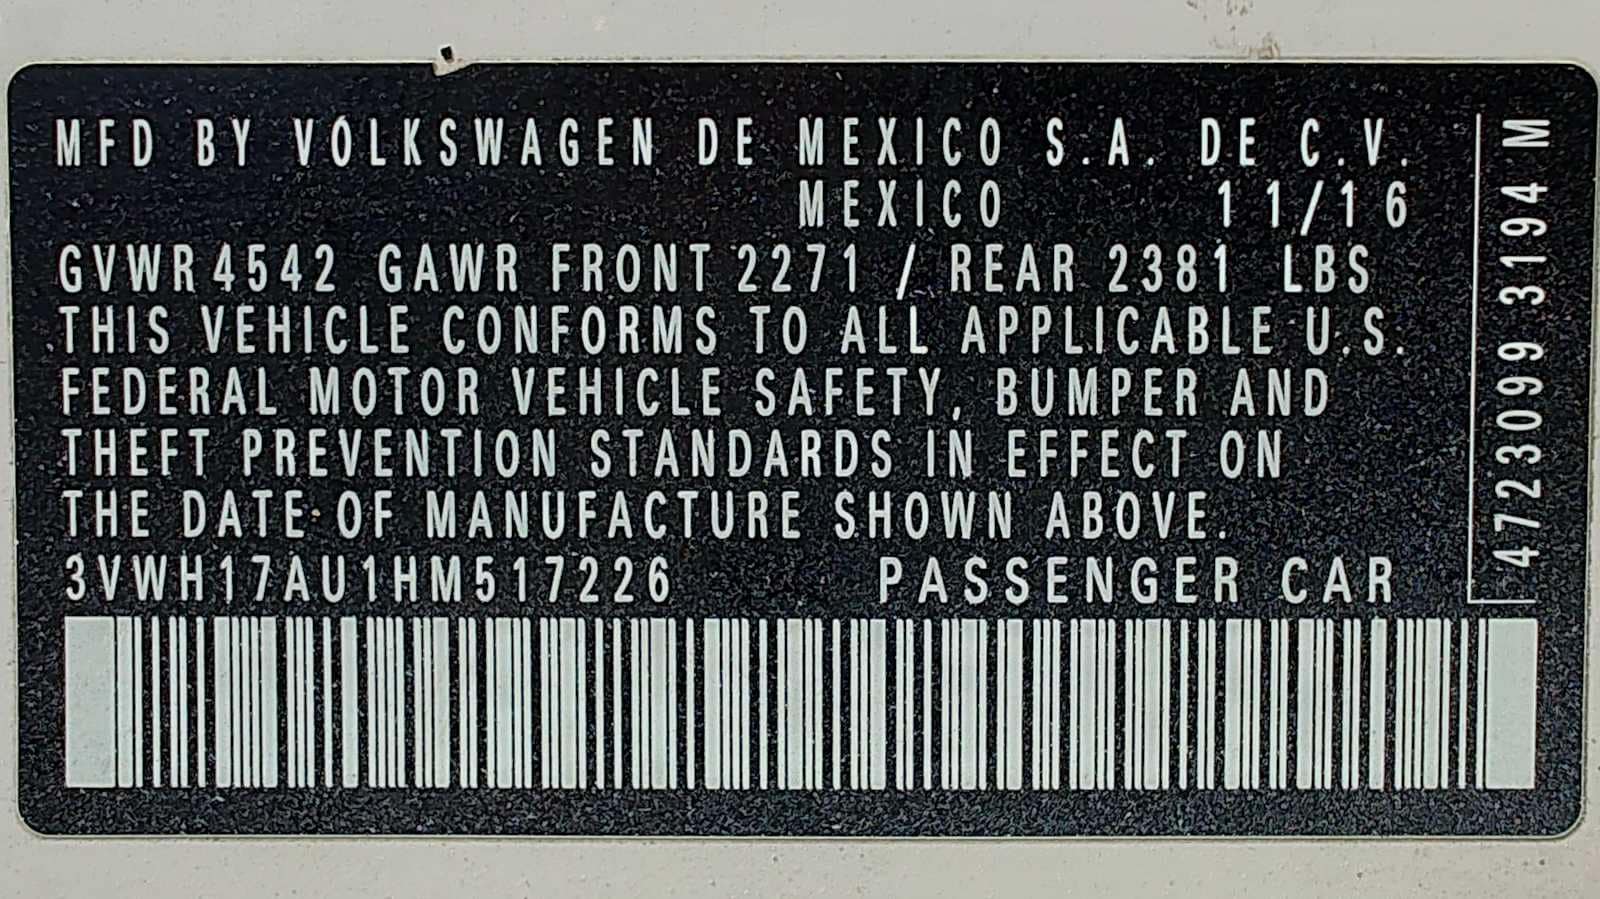 MFD BY VOLKSWAGEN DE MEXICO S.A. DE C.V.
MEXICO 11/16
GVWR 4542 GAWR FRONT 2271 / REAR 2381 LBS
THIS VEHICLE CONFORMS TO ALL APPLICABLE U.S.
FEDERAL MOTOR VEHICLE SAFETY, BUMPER AND
THEFT PREVENTION STANDARDS IN EFFECT ON
THE DATE OF MANUFACTURE SHOWN ABOVE.
3VWH17AU1HM517226 PASSENGER CAR
4723099 3194 M